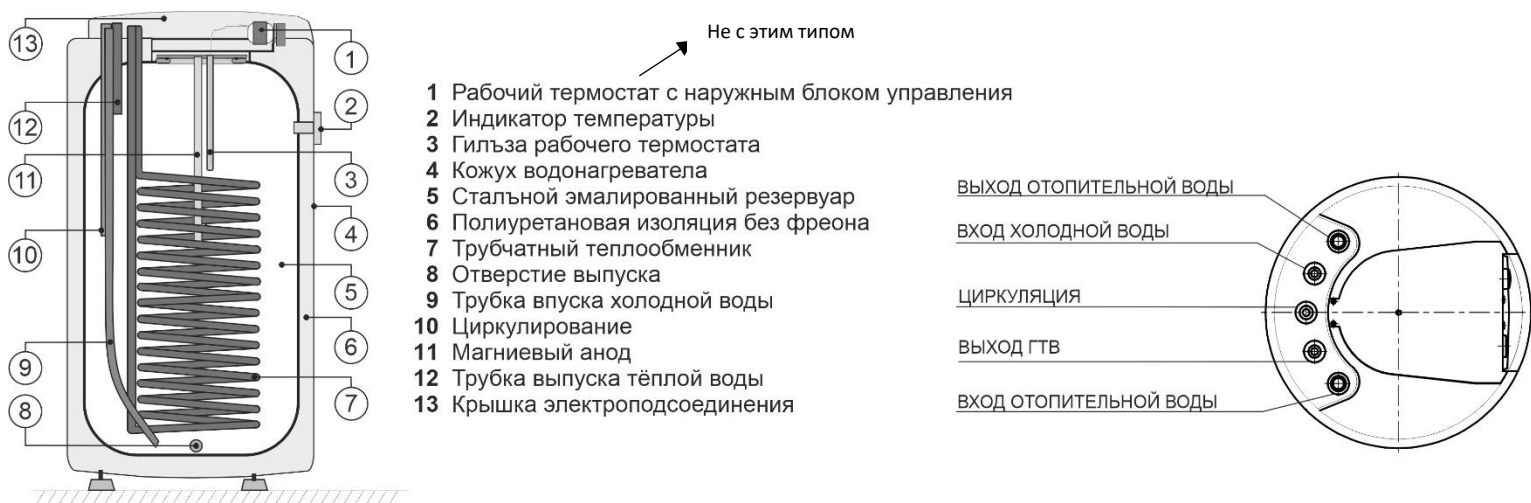 Не с этим типом
1 Рабочий термостат с наружным блоком управления
2 Индикатор температуры
3 Гилъза рабочего термостата
4 Кожух водонагревателя
5 Сталъной эмалированный резервуар
6 Полиуретановая изоляция без фреона
7 Трубчатный теплообменник
8 Отверстие выпуска
9 Трубка впуска холодной воды
10 Циркулирование
11 Магниевый анод
12 Трубка выпуска тёплой воды
13 Крышка электроподсоединения
13
12
11
10
9
8
1
2
3
4
5
6
7
ВЫХОД ОТОПИТЕЛЬНОЙ ВОДЫ
ВХОД ХОЛОДНОЙ ВОДЫ
ЦИРКУЛЯЦИЯ
ВЫХОД ГТВ
ВХОД ОТОПИТЕЛЬНОЙ ВОДЫ